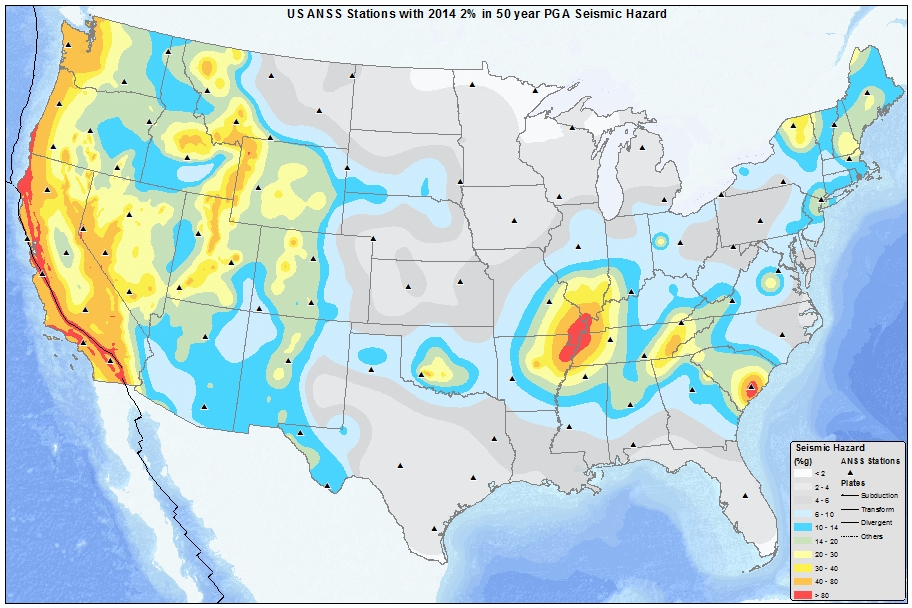 US ANSS Stations with 2014 2% in 50 year PGA Seismic Hazard
Seismic Hazard
(%g)
< 2
2 - 4
4 - 6
6 - 10
10 - 14
14 - 20
20 - 30
30 - 40
40 - 80
> 80
ANSS Stations
Plates
Subduction
Transform
Divergent
Others